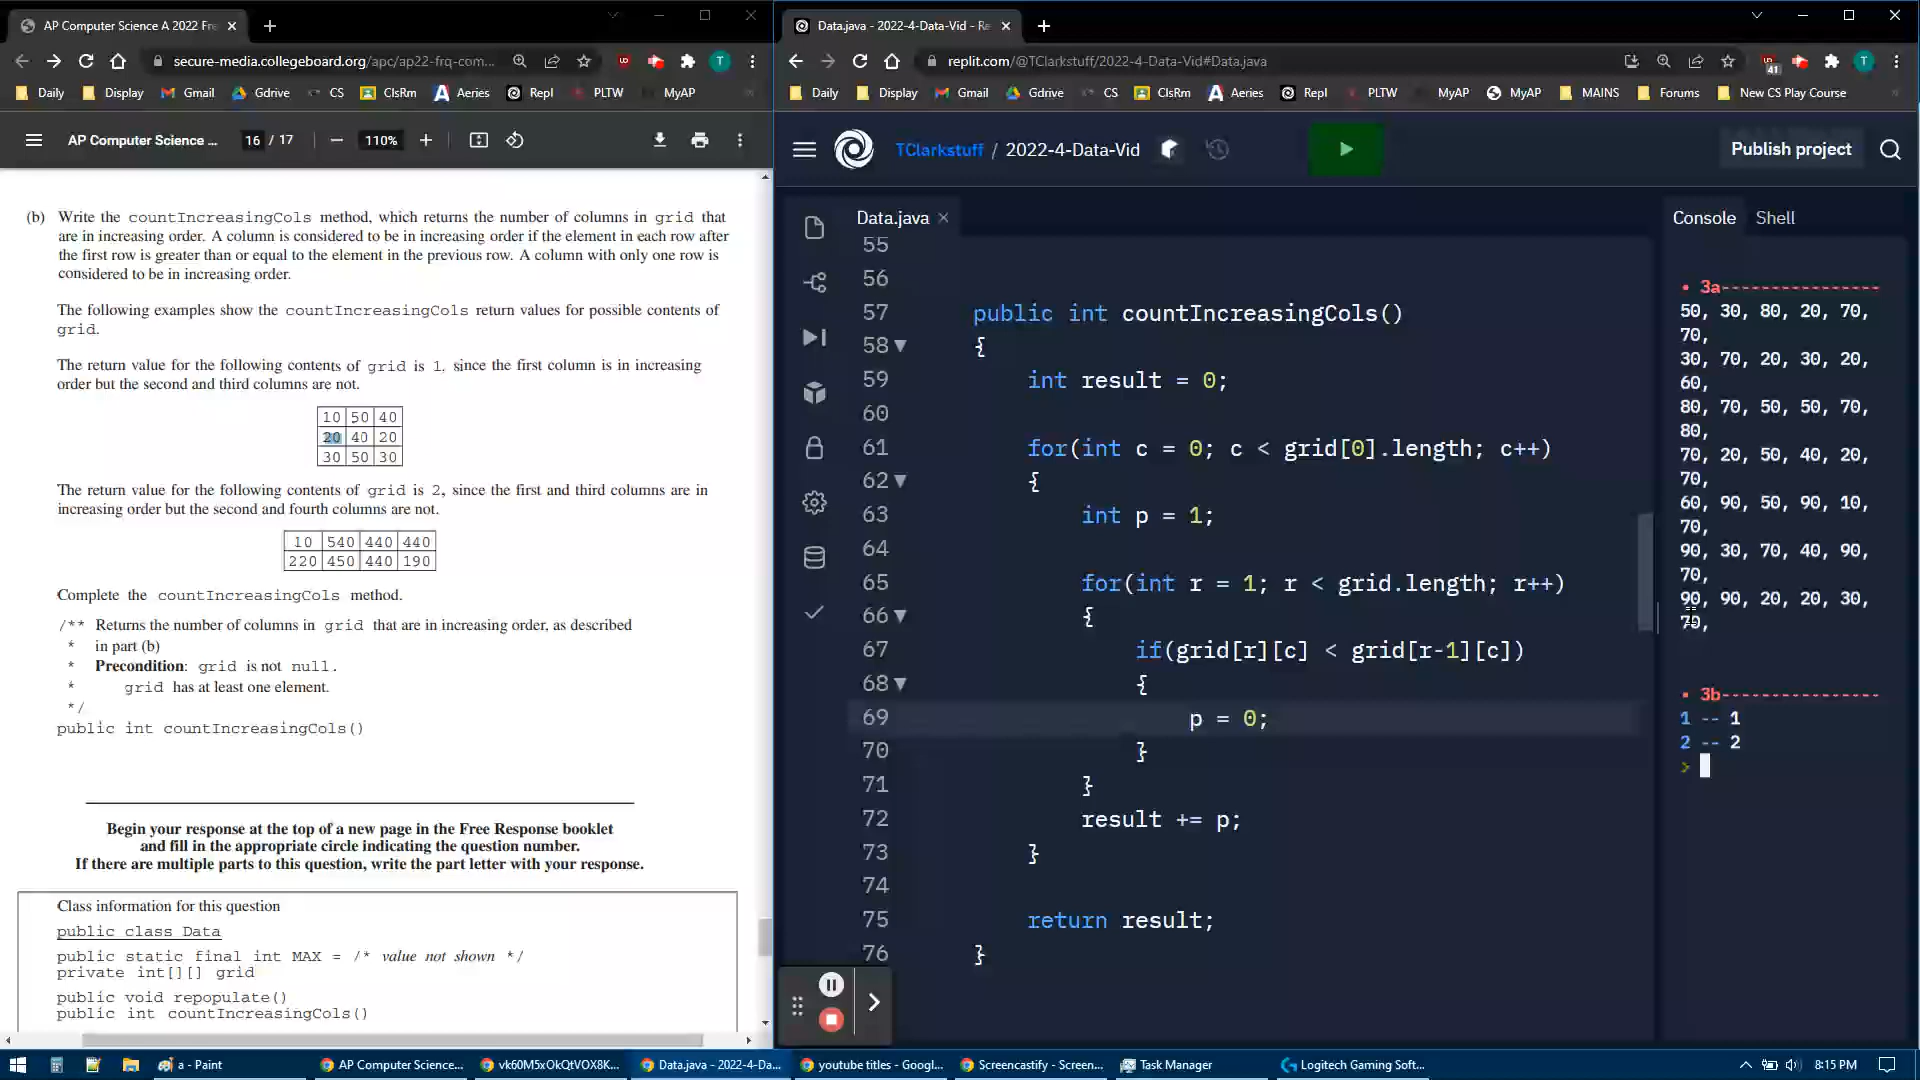 AP Computer Science A 2022 Fre
secure-media.collegeboard.org/apc/ap22-frq-com...
Daily Display Gmail Gdrive CS ClsRm Aeries Repl PLTW MyAP
AP Computer Science ... 16 / 17 110%
(b) Write the countIncreasingCols method, which returns the number of columns in grid that
are in increasing order. A column is considered to be in increasing order if the element in each row after
the first row is greater than or equal to the element in the previous row. A column with only one row is
considered to be in increasing order.
The following examples show the countIncreasingCols return values for possible contents of
grid.
The return value for the following contents of grid is 1, since the first column is in increasing
order but the second and third columns are not.
10 50 40
20 40 20
30 50 30
The return value for the following contents of grid is 2, since the first and third columns are in
increasing order but the second and fourth columns are not.
10 540 440 440
220 450 440 190
Complete the countIncreasingCols method.
/** Returns the number of columns in grid that are in increasing order, as described
* in part (b)
* Precondition: grid is not null.
* grid has at least one element.
*/
public int countIncreasingCols()
Begin your response at the top of a new page in the Free Response booklet
and fill in the appropriate circle indicating the question number.
If there are multiple parts to this question, write the part letter with your response.
Class information for this question
public class Data
public static final int MAX = /* value not shown */
private int[][] grid
public void repopulate()
public int countIncreasingCols()
Data.java - 2022-4-Data-Vid - Re
replit.com/@TClarkstuff/2022-4-Data-Vid#Data.java
41
Daily Display Gmail Gdrive CS ClsRm Aeries Repl PLTW MyAP MyAP MAINS Forums New CS Play Course
TClarkstuff / 2022-4-Data-Vid Publish project
Data.java
55
56
57 public int countIncreasingCols()
58 {
59 int result = 0;
60
61 for(int c = 0; c < grid[0].length; c++)
62 {
63 int p = 1;
64
65 for(int r = 1; r < grid.length; r++)
66 {
67 if(grid[r][c] < grid[r-1][c])
68 {
69 p = 0;
70 }
71 }
72 result += p;
73 }
74
75 return result;
76 }
Console Shell
• 3a----------------
50, 30, 80, 20, 70,
70,
30, 70, 20, 30, 20,
60,
80, 70, 50, 50, 70,
80,
70, 20, 50, 40, 20,
70,
60, 90, 50, 90, 10,
70,
90, 30, 70, 40, 90,
70,
90, 90, 20, 20, 30,
70,
• 3b----------------
1 -- 1
2 -- 2
>
a - Paint AP Computer Science... vk60M5xOkQtVOX8K... Data.java - 2022-4-Da... youtube titles - Googl... Screencastify - Screen... Task Manager Logitech Gaming Soft... 8:15 PM